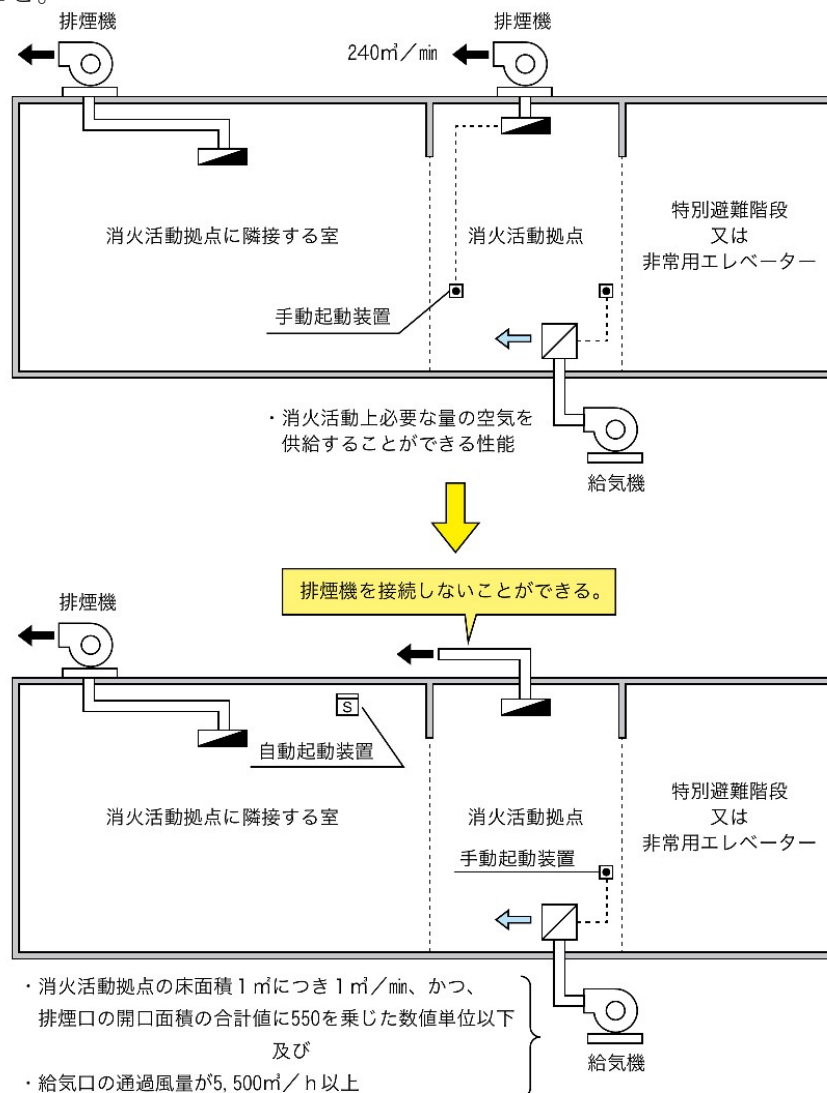 こと。
排煙機
排煙機
240㎥／min
消火活動拠点に隣接する室
消火活動拠点
特別避難階段
又は
非常用エレベーター
手動起動装置
・消火活動上必要な量の空気を
供給することができる性能
給気機
排煙機を接続しないことができる。
排煙機
S
自動起動装置
消火活動拠点に隣接する室
消火活動拠点
特別避難階段
又は
非常用エレベーター
手動起動装置
・消火活動拠点の床面積１㎡につき１㎥／min、かつ、
排煙口の開口面積の合計値に550を乗じた数値単位以下
及び
・給気口の通過風量が5,500㎥／ｈ以上
給気機